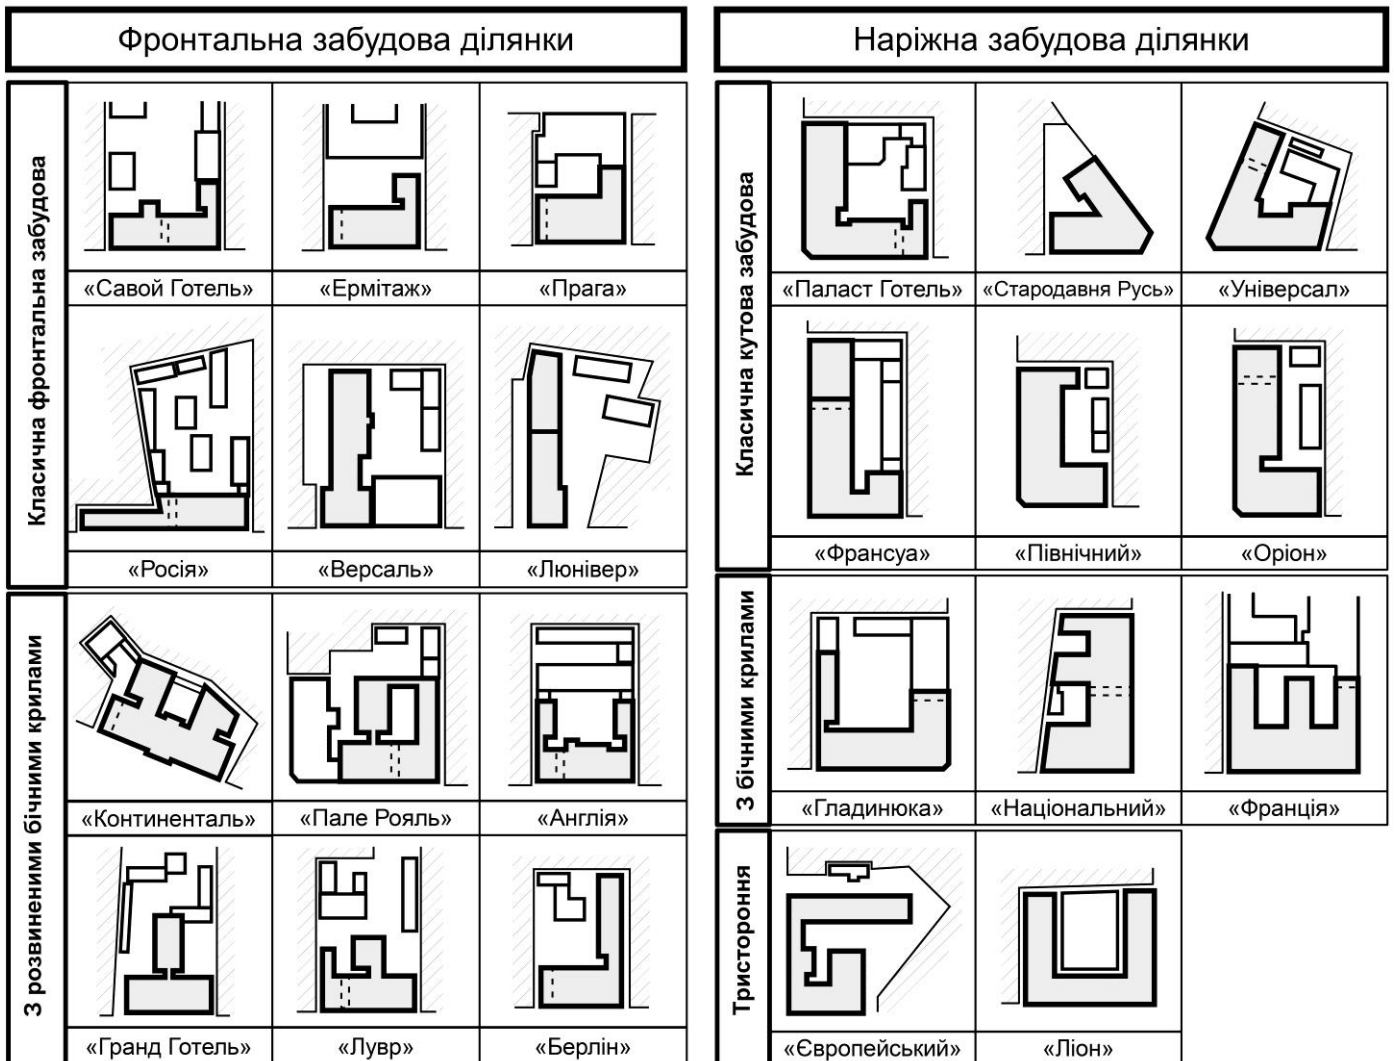 Фронтальна забудова ділянки
Класична фронтальна забудова
«Савой Готель»
«Ермітаж»
«Прага»
«Росія»
«Версаль»
«Люнівер»
З розвиненими бічними крилами
«Континенталь»
«Пале Рояль»
«Англія»
«Гранд Готель»
«Лувр»
«Берлін»
Наріжна забудова ділянки
Класична кутова забудова
«Паласт Готель»
«Стародавня Русь»
«Універсал»
«Франсуа»
«Північний»
«Оріон»
З бічними крилами
«Гладинюка»
«Національний»
«Франція»
Тристороння
«Європейський»
«Ліон»